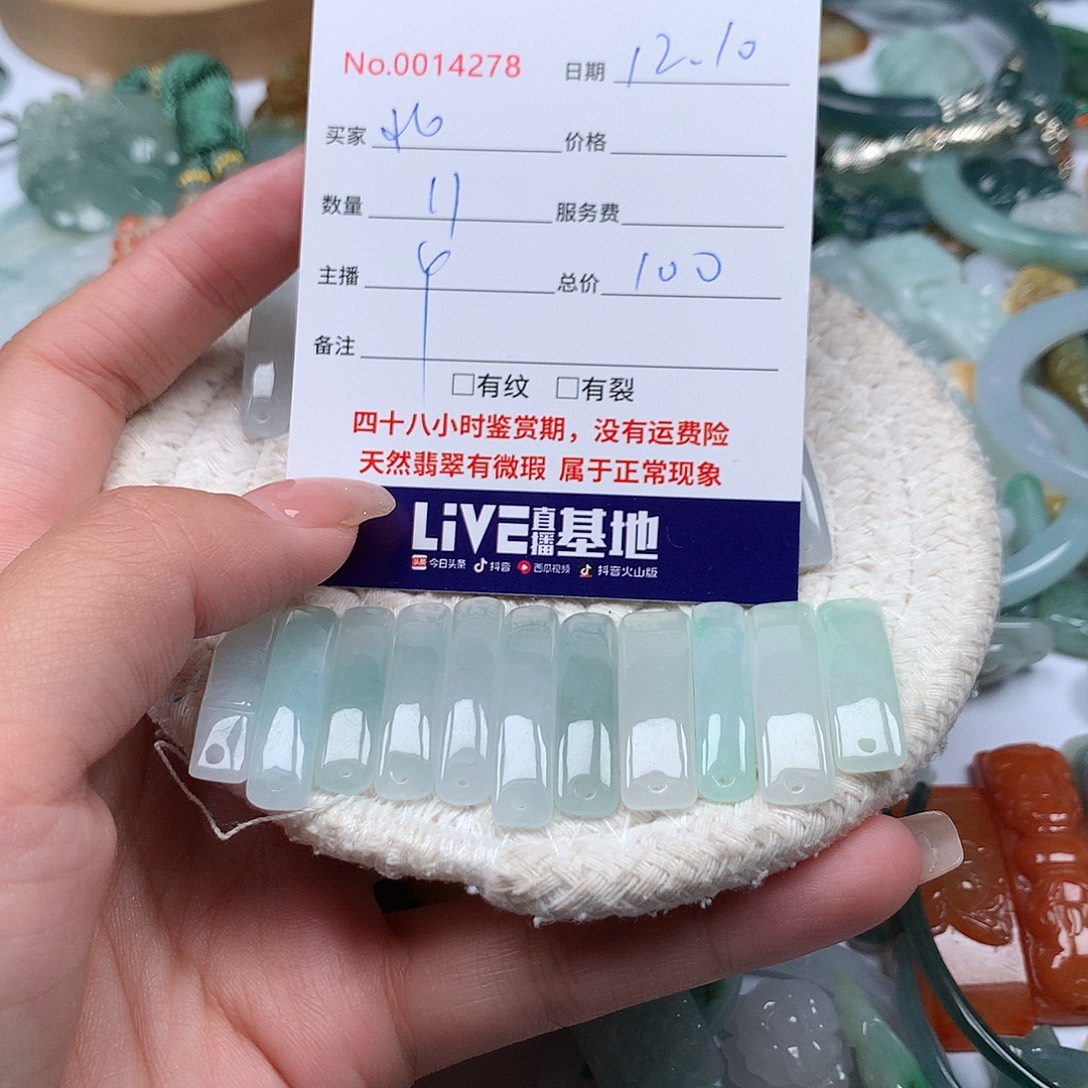 No.0014278 日期 12-10
买家 价格
数量 11 服务费
主播 总价 100
备注
□有纹 □有裂
四十八小时鉴赏期，没有运费险
天然翡翠有微瑕 属于正常现象
LiVE直播基地
头条 今日头条 抖音 西瓜视频 抖音火山版